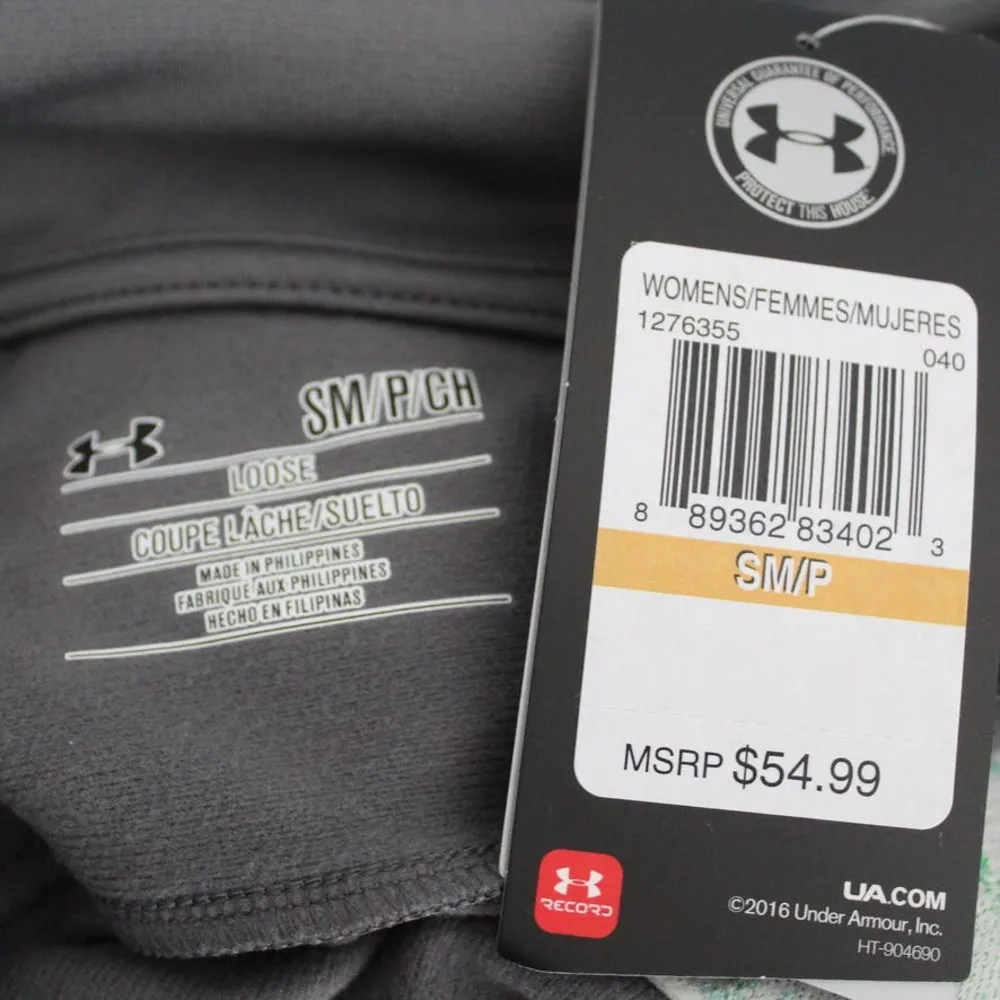 SM/P/CH
LOOSE
COUPE LÂCHE/SUELTO
MADE IN PHILIPPINES
FABRIQUÉ AUX PHILIPPINES
HECHO EN FILIPINAS
UNIVERSAL GUARANTEE OF PERFORMANCE
PROTECT THIS HOUSE
WOMENS/FEMMES/MUJERES
1276355
040
8 89362 83402 3
SM/P
MSRP $54.99
RECORD
UA.COM
©2016 Under Armour, Inc.
HT-904690